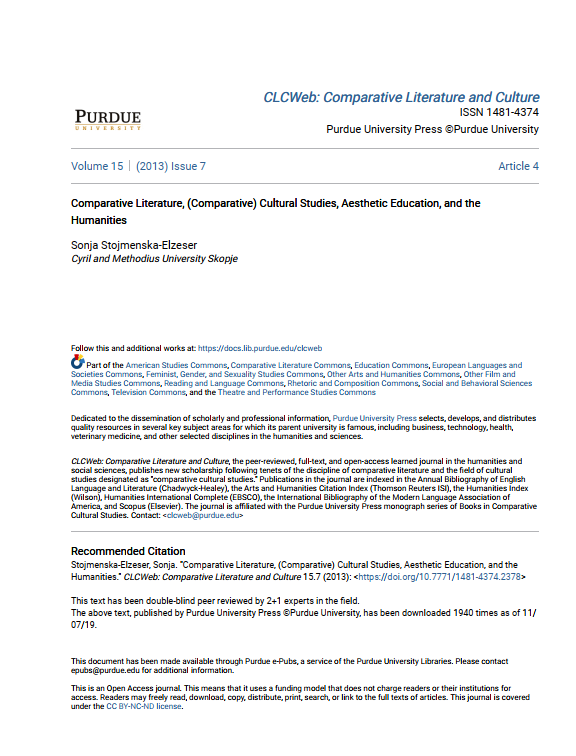 CLCWeb: Comparative Literature and Culture
ISSN 1481-4374
PURDUE
UNIVERSITY
Purdue University Press ©Purdue University
Volume 15 | (2013) Issue 7
Article 4
Comparative Literature, (Comparative) Cultural Studies, Aesthetic Education, and the
Humanities
Sonja Stojmenska-Elzeser
Cyril and Methodius University Skopje
Follow this and additional works at: https://docs.lib.purdue.edu/clcweb
Part of the American Studies Commons, Comparative Literature Commons, Education Commons, European Languages and
Societies Commons, Feminist, Gender, and Sexuality Studies Commons, Other Arts and Humanities Commons, Other Film and
Media Studies Commons, Reading and Language Commons, Rhetoric and Composition Commons, Social and Behavioral Sciences
Commons, Television Commons, and the Theatre and Performance Studies Commons
Dedicated to the dissemination of scholarly and professional information, Purdue University Press selects, develops, and distributes
quality resources in several key subject areas for which its parent university is famous, including business, technology, health,
veterinary medicine, and other selected disciplines in the humanities and sciences.
CLCWeb: Comparative Literature and Culture, the peer-reviewed, full-text, and open-access learned journal in the humanities and
social sciences, publishes new scholarship following tenets of the discipline of comparative literature and the field of cultural
studies designated as "comparative cultural studies." Publications in the journal are indexed in the Annual Bibliography of English
Language and Literature (Chadwyck-Healey), the Arts and Humanities Citation Index (Thomson Reuters ISI), the Humanities Index
(Wilson), Humanities International Complete (EBSCO), the International Bibliography of the Modern Language Association of
America, and Scopus (Elsevier). The journal is affiliated with the Purdue University Press monograph series of Books in Comparative
Cultural Studies. Contact: <clcweb@purdue.edu>
Recommended Citation
Stojmenska-Elzeser, Sonja. "Comparative Literature, (Comparative) Cultural Studies, Aesthetic Education, and the
Humanities." CLCWeb: Comparative Literature and Culture 15.7 (2013): <https://doi.org/10.7771/1481-4374.2378>
This text has been double-blind peer reviewed by 2+1 experts in the field.
The above text, published by Purdue University Press ©Purdue University, has been downloaded 1940 times as of 11/
07/19.
This document has been made available through Purdue e-Pubs, a service of the Purdue University Libraries. Please contact
epubs@purdue.edu for additional information.
This is an Open Access journal. This means that it uses a funding model that does not charge readers or their institutions for
access. Readers may freely read, download, copy, distribute, print, search, or link to the full texts of articles. This journal is covered
under the CC BY-NC-ND license.